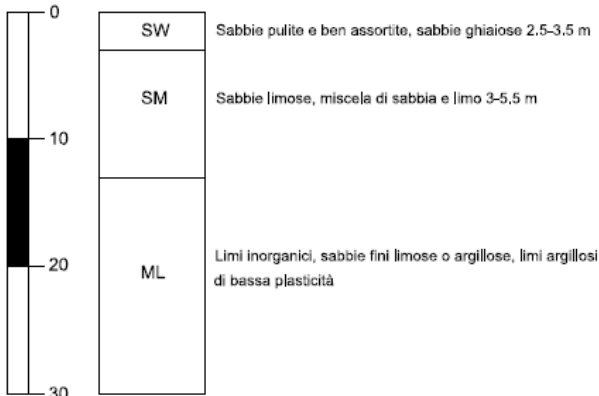 0
SW
Sabbie pulite e ben assortite, sabbie ghiaiose 2.5-3.5 m
SM
Sabbie limose, miscela di sabbia e limo 3-5,5 m
10
20
ML
Limi inorganici, sabbie fini limose o argillose, limi argillosi
di bassa plasticità
30